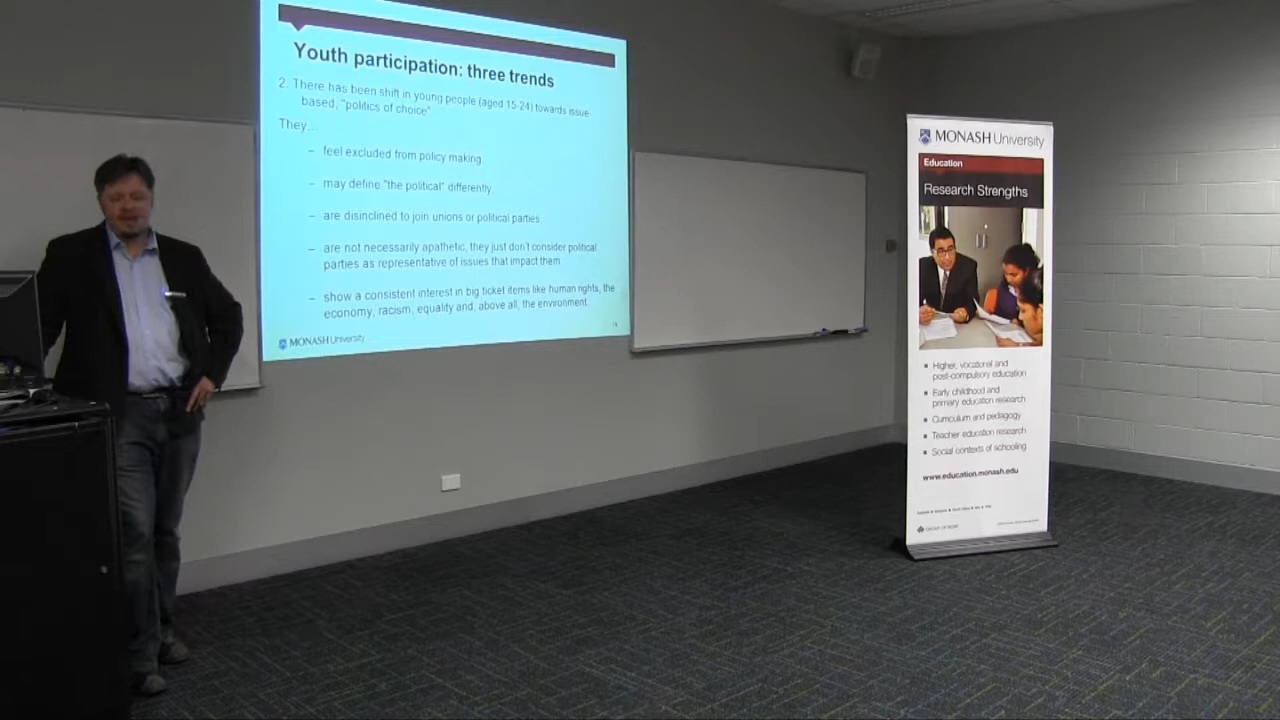 Youth participation: three trends
2. There has been shift in young people (aged 15-24) towards issue-
based, "politics of choice"
They...
– feel excluded from policy making
– may define "the political" differently
– are disinclined to join unions or political parties
– are not necessarily apathetic, they just don't consider political
parties as representative of issues that impact them
– show a consistent interest in big ticket items like human rights, the
economy, racism, equality and, above all, the environment
MONASH University
MONASH University
Education
Research Strengths
Higher, vocational and
post-compulsory education
Early childhood and
primary education research
Curriculum and pedagogy
Teacher education research
Social contexts of schooling
www.education.monash.edu